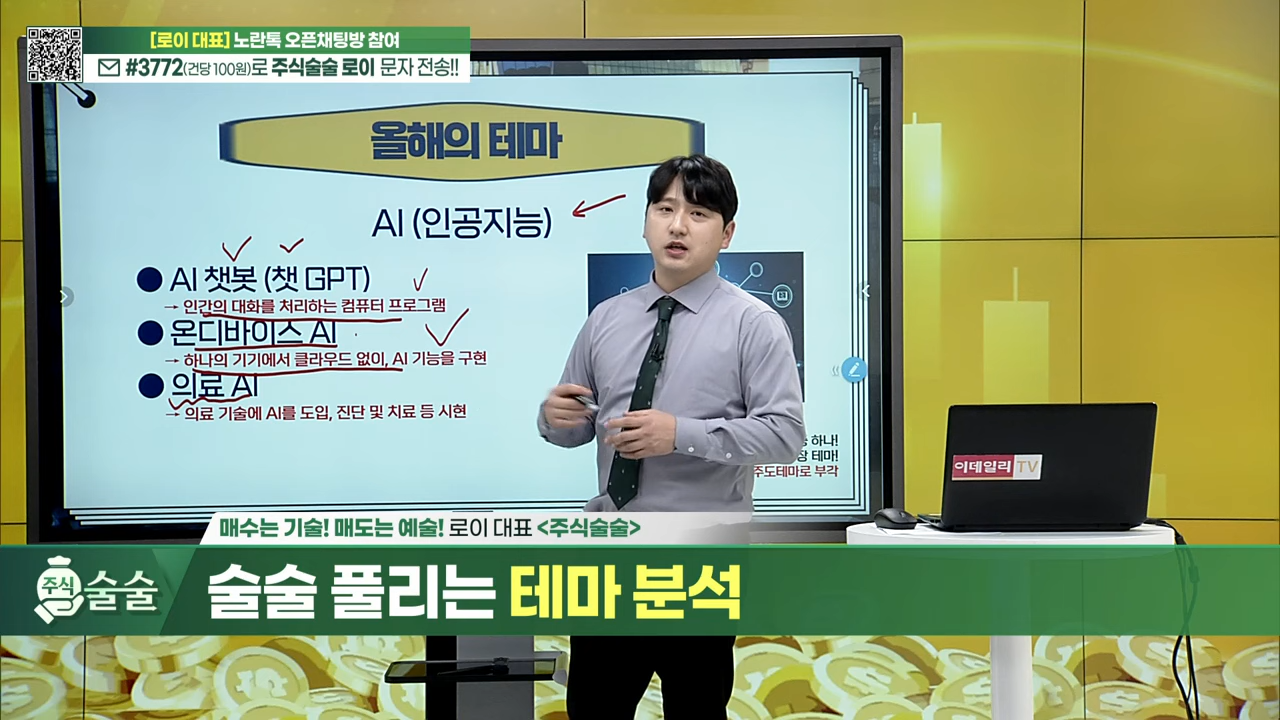 [로이 대표] 노란톡 오픈채팅방 참여
#3772(건당 100원)로 주식술술 로이 문자 전송!!
올해의 테마
AI (인공지능)
● AI 챗봇 (챗 GPT)
→ 인간의 대화를 처리하는 컴퓨터 프로그램
● 온디바이스 AI
→ 하나의 기기에서 클라우드 없이, AI 기능을 구현
● 의료 AI
→ 의료 기술에 AI를 도입, 진단 및 치료 등 시현
하나!
테마!
주도테마로 부각
이데일리 TV
매수는 기술! 매도는 예술! 로이 대표 <주식술술>
주식 술술
술술 풀리는 테마 분석